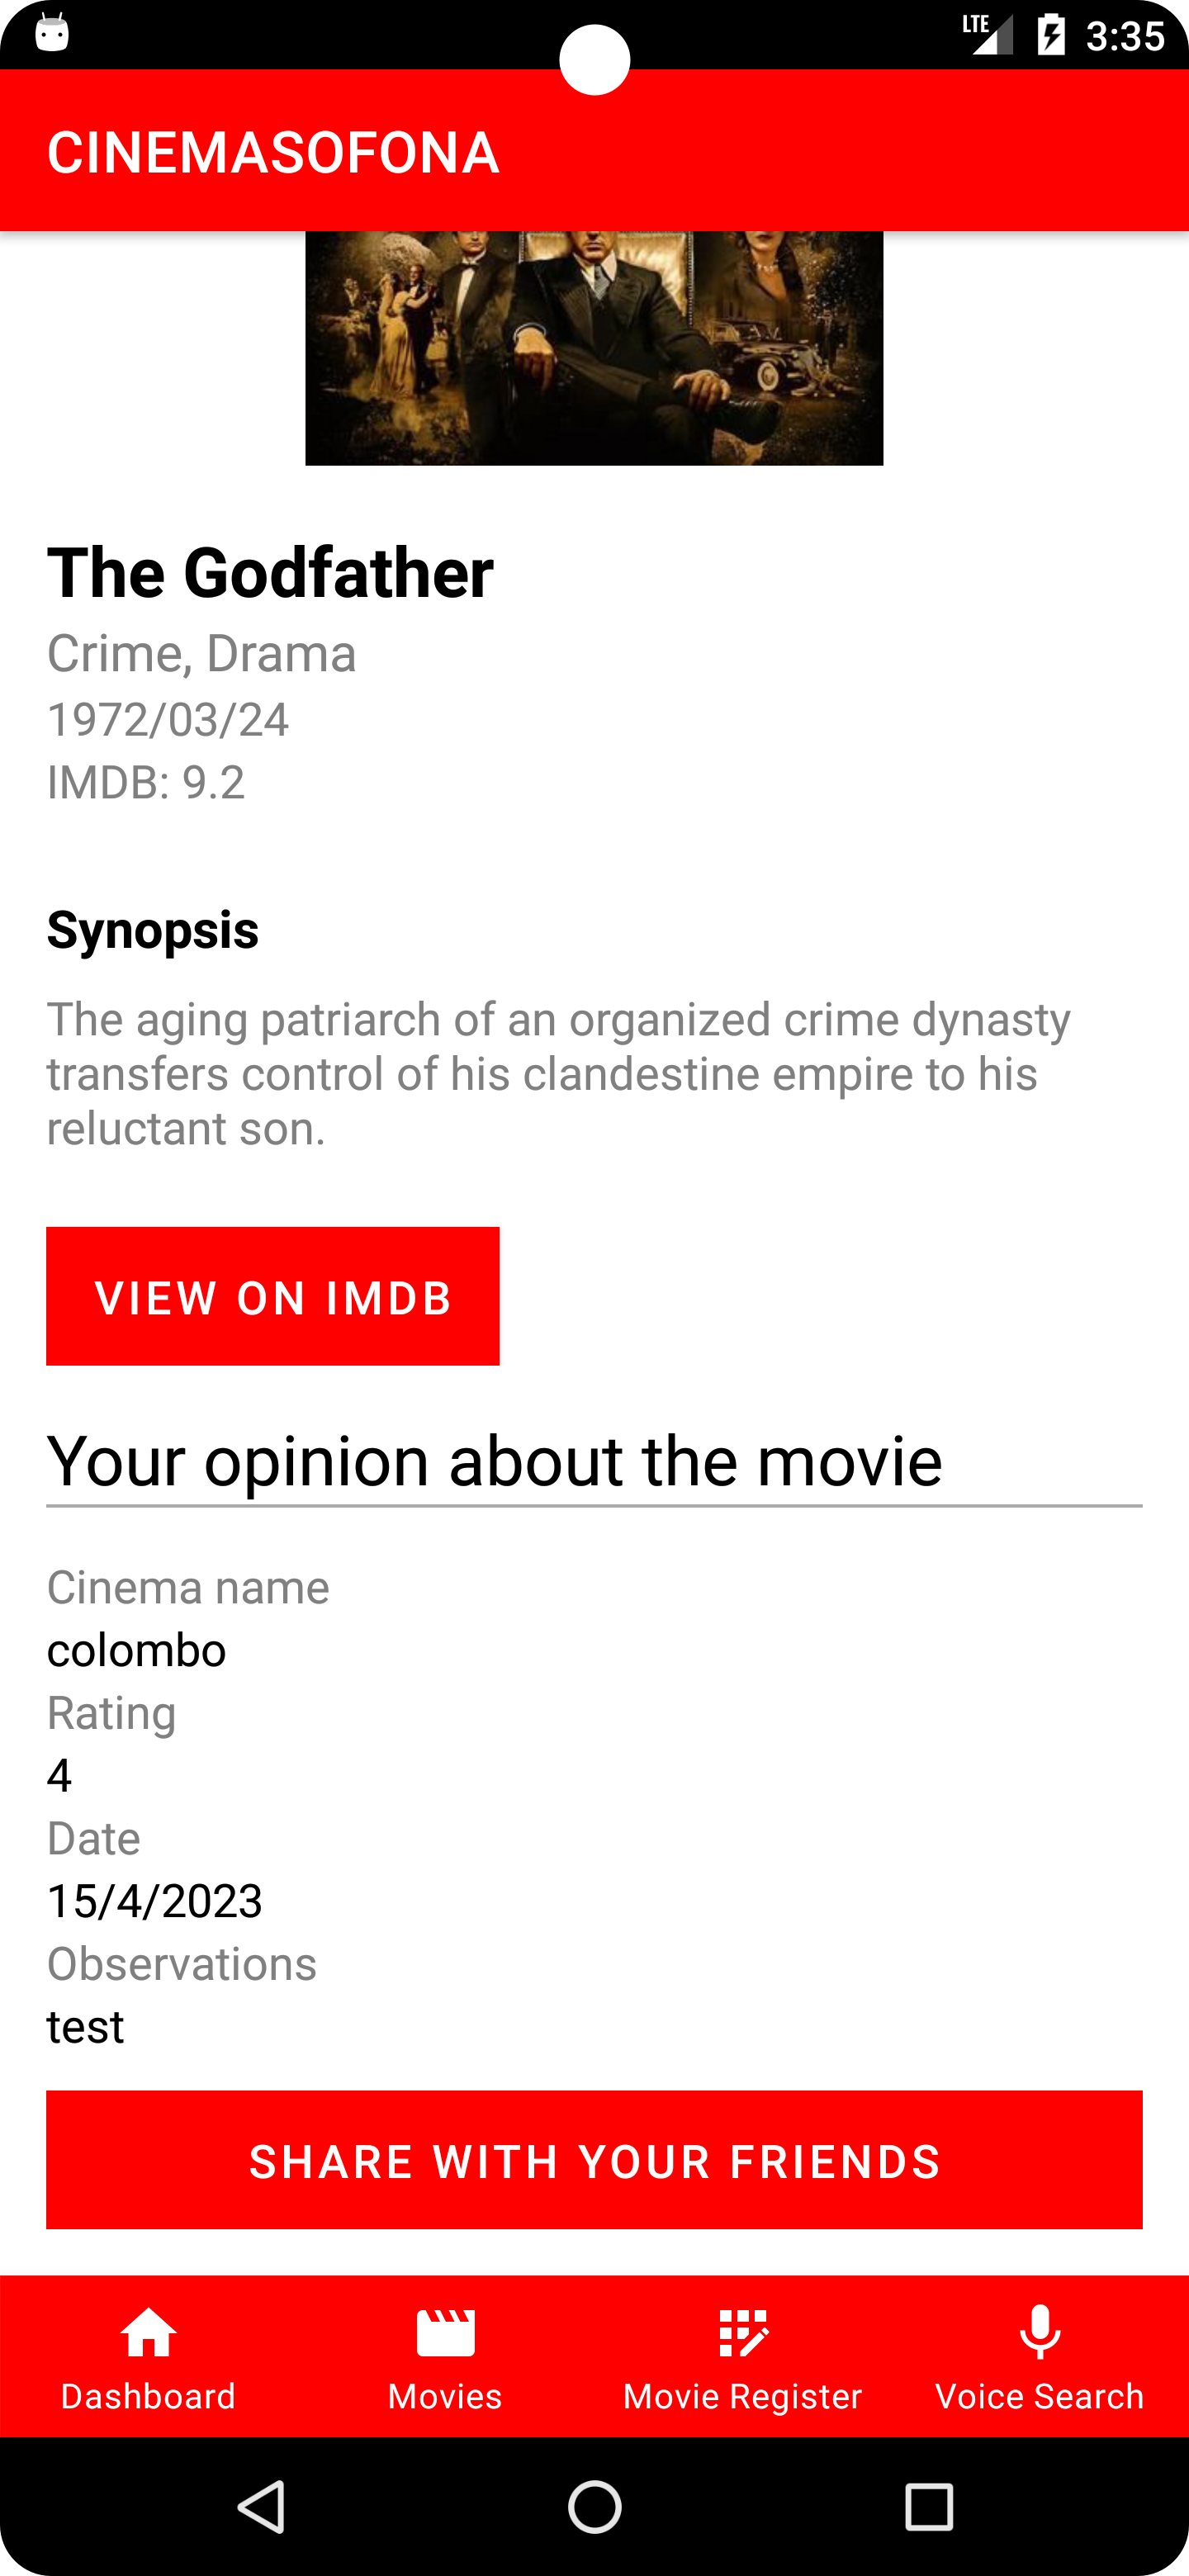 LTE 3:35
CINEMASOFONA
The Godfather
Crime, Drama
1972/03/24
IMDB: 9.2
Synopsis
The aging patriarch of an organized crime dynasty
transfers control of his clandestine empire to his
reluctant son.
VIEW ON IMDB
Your opinion about the movie
Cinema name
colombo
Rating
4
Date
15/4/2023
Observations
test
SHARE WITH YOUR FRIENDS
Dashboard Movies Movie Register Voice Search